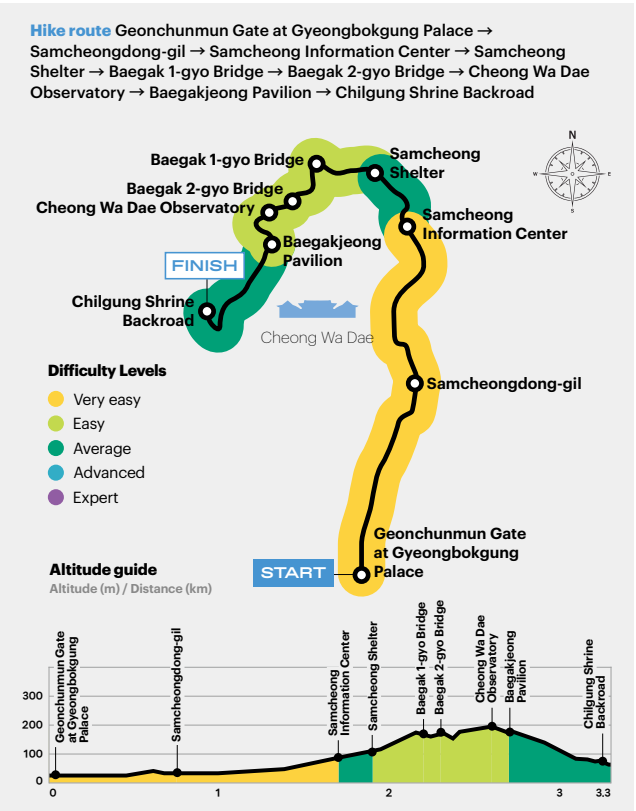 Hike route Geonchunmun Gate at Gyeongbokgung Palace →
Samcheongdong-gil → Samcheong Information Center → Samcheong
Shelter → Baegak 1-gyo Bridge → Baegak 2-gyo Bridge → Cheong Wa Dae
Observatory → Baegakjeong Pavilion → Chilgung Shrine Backroad
N
W
E
S
Baegak 1-gyo Bridge
Samcheong
Shelter
Baegak 2-gyo Bridge
Cheong Wa Dae Observatory
Samcheong
Information Center
Baegakjeong
Pavilion
FINISH
Chilgung Shrine
Backroad
Cheong Wa Dae
Difficulty Levels
Very easy
Easy
Average
Advanced
Expert
Samcheongdong-gil
Geonchunmun Gate
at Gyeongbokgung
Palace
START
Altitude guide
Altitude (m) / Distance (km)
Geonchunmun Gate
at Gyeongbokgung
Palace
Samcheongdong-gil
Samcheong
Information Center
Samcheong Shelter
Baegak 1-gyo Bridge
Baegak 2-gyo Bridge
Cheong Wa Dae
Observatory
Baegakjeong
Pavilion
Chilgung Shrine
Backroad
300
200
100
0
0 1 2 3 3.3